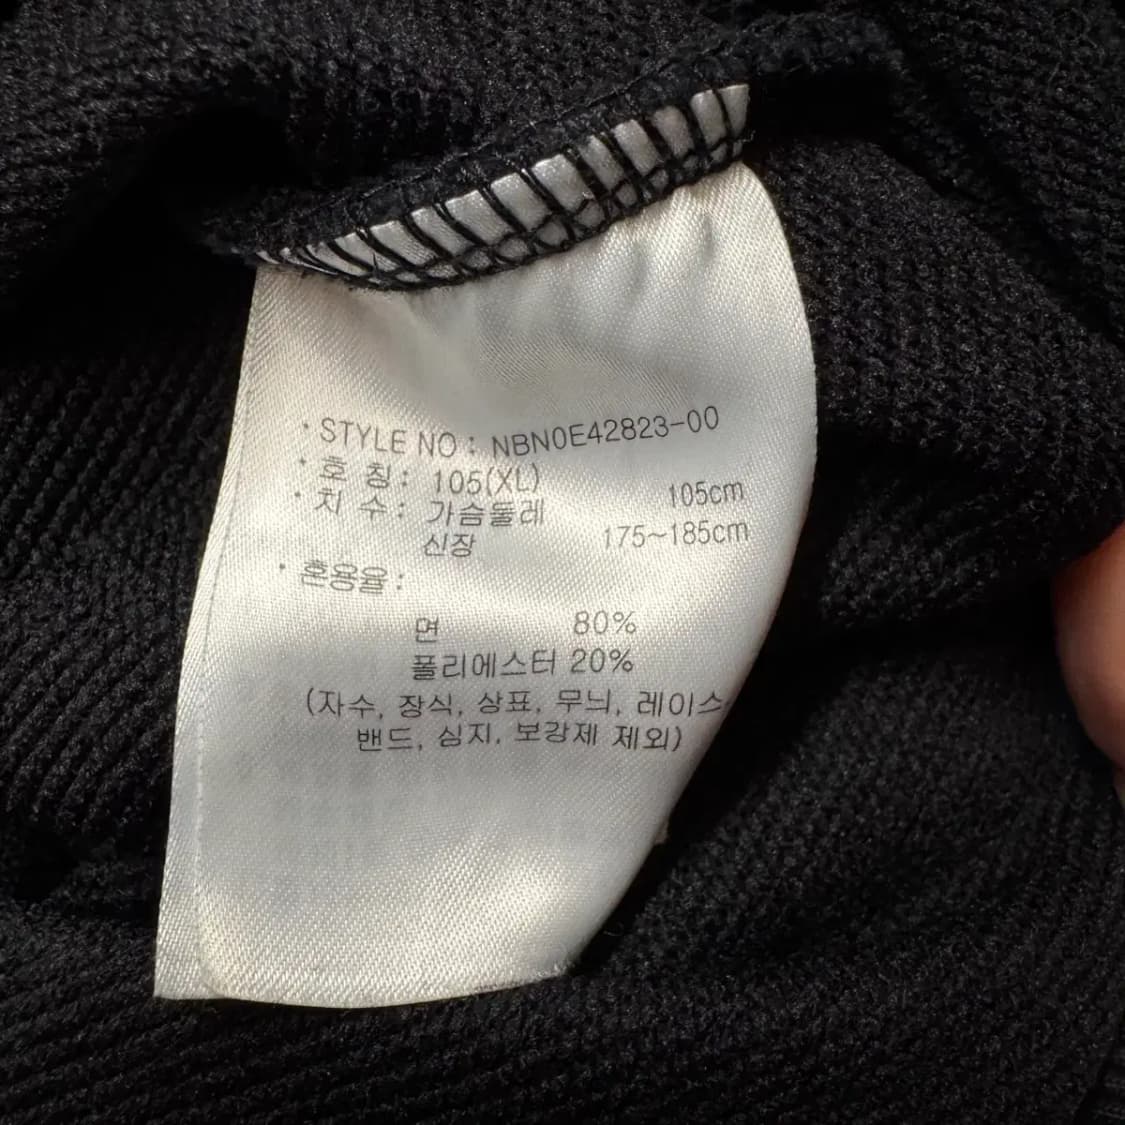 · STYLE NO : NBN0E42823-00
· 호 칭 : 105(XL)
· 치 수 : 가슴둘레 105cm
신장 175~185cm
· 혼용율 :
면 80%
폴리에스터 20%
(자수, 장식, 상표, 무늬, 레이스
밴드, 심지, 보강제 제외)